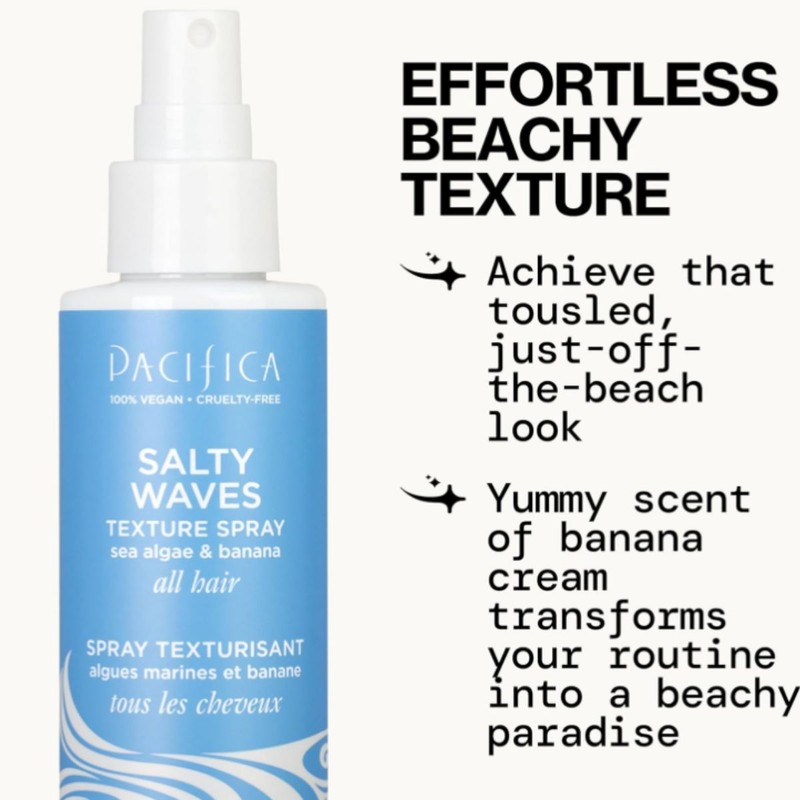 PACIFICA
100% VEGAN • CRUELTY-FREE
SALTY
WAVES
TEXTURE SPRAY
sea algae & banana
all hair
SPRAY TEXTURISANT
algues marines et banane
tous les cheveux
EFFORTLESS
BEACHY
TEXTURE
Achieve that
tousled,
just-off-
the-beach
look
Yummy scent
of banana
cream
transforms
your routine
into a beachy
paradise